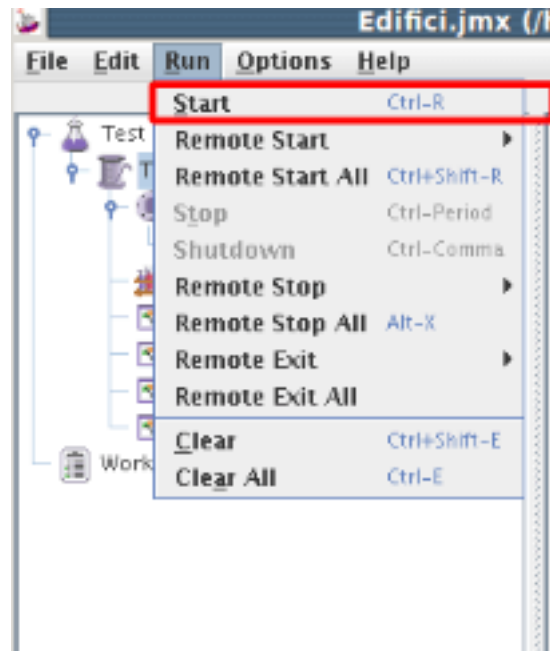 Edifici.jmx (/h
File Edit Run Options Help
Start Ctrl-R
Test
Remote Start
T
Remote Start All Ctrl+Shift-R
Stop Ctrl-Period
Shutdown Ctrl-Comma
Remote Stop
Remote Stop All Alt-X
Remote Exit
Remote Exit All
Clear Ctrl+Shift-E
Work
Clear All Ctrl-E